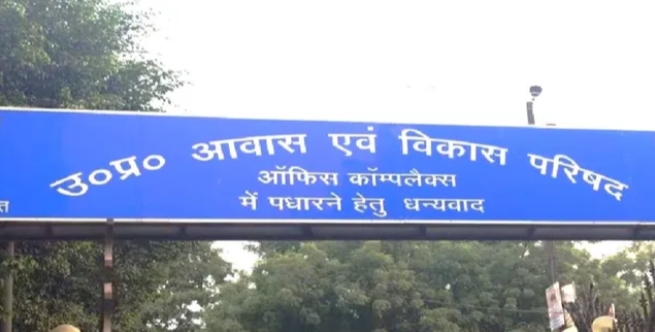 उ०प्र० आवास एवं विकास परिषद
ऑफिस कॉम्पलैक्स
में पधारने हेतु धन्यवाद